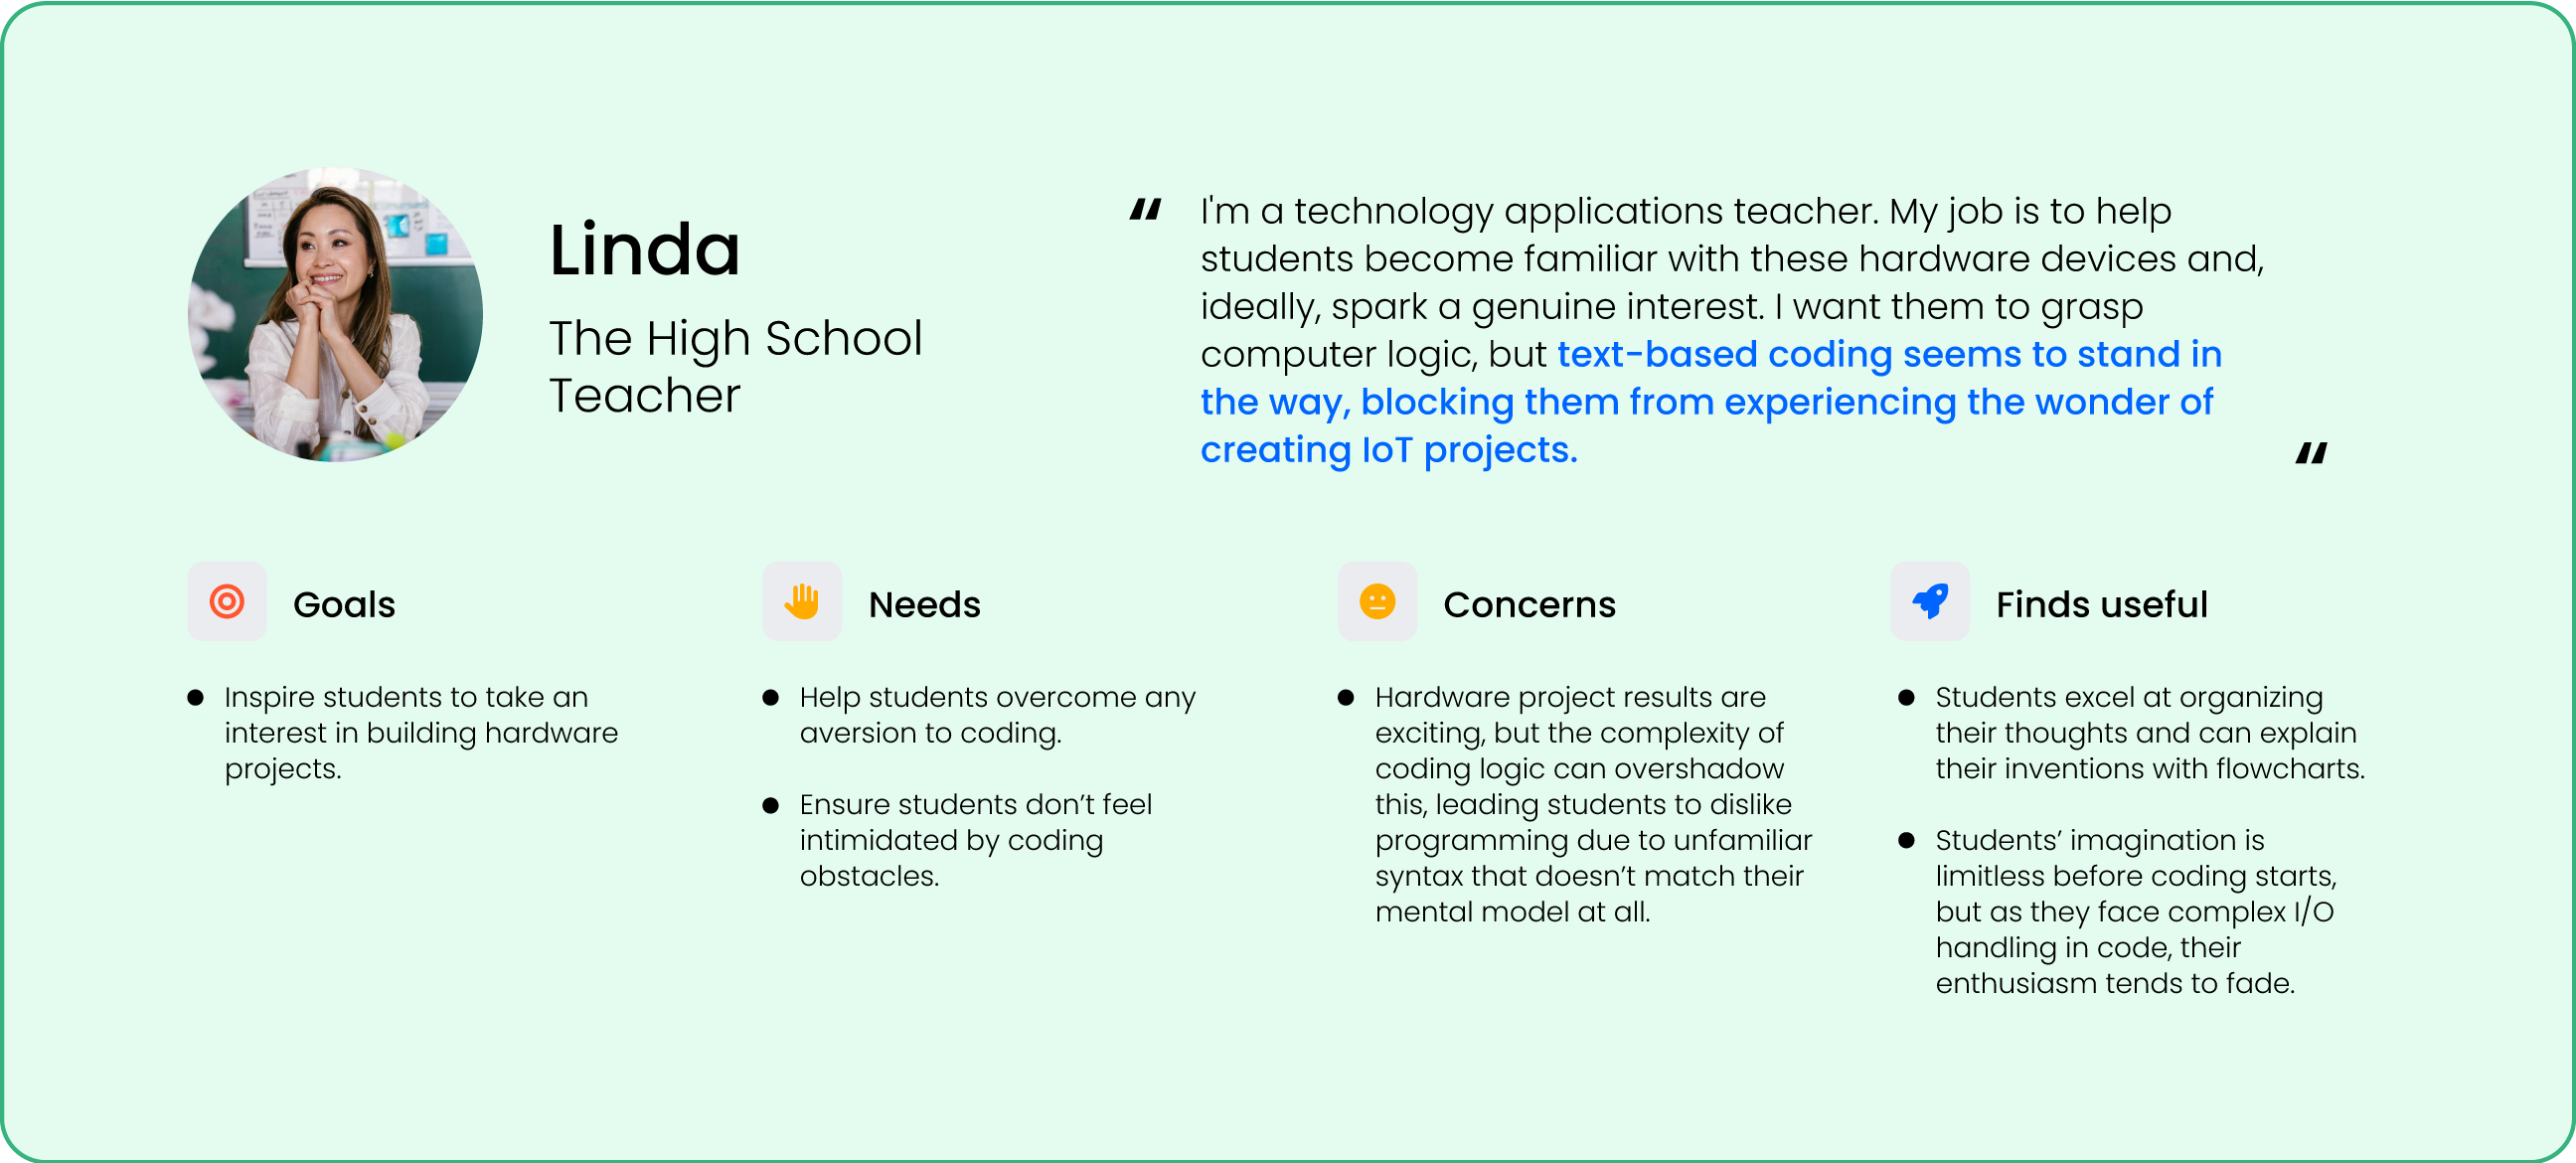 Linda
The High School
Teacher
“
I'm a technology applications teacher. My job is to help
students become familiar with these hardware devices and,
ideally, spark a genuine interest. I want them to grasp
computer logic, but text-based coding seems to stand in
the way, blocking them from experiencing the wonder of
creating IoT projects.
“
Goals
Inspire students to take an
interest in building hardware
projects.
Needs
Help students overcome any
aversion to coding.
Ensure students don’t feel
intimidated by coding
obstacles.
Concerns
Hardware project results are
exciting, but the complexity of
coding logic can overshadow
this, leading students to dislike
programming due to unfamiliar
syntax that doesn’t match their
mental model at all.
Finds useful
Students excel at organizing
their thoughts and can explain
their inventions with flowcharts.
Students’ imagination is
limitless before coding starts,
but as they face complex I/O
handling in code, their
enthusiasm tends to fade.